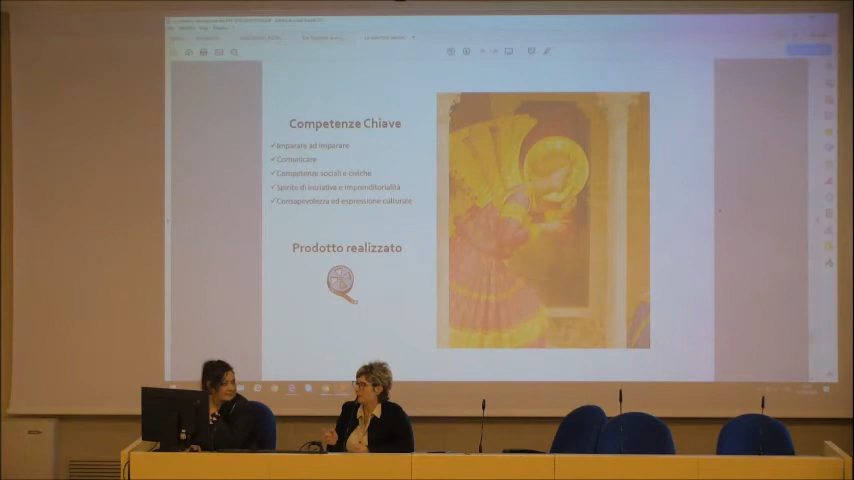 Competenze Chiave
✓Imparare ad imparare
✓Comunicare
✓Competenze sociali e civiche
✓Spirito di iniziativa e imprenditorialità
✓Consapevolezza ed espressione culturale
Prodotto realizzato